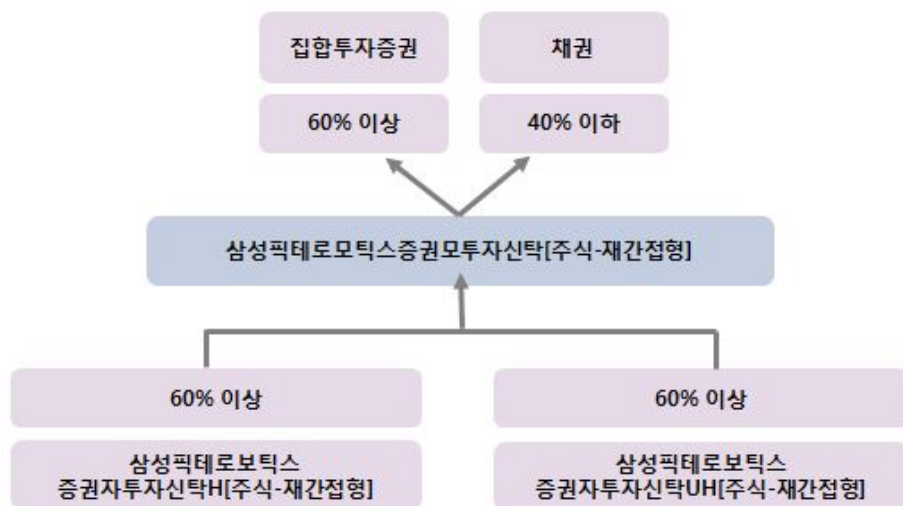 집합투자증권
채권
60% 이상
40% 이하
삼성픽테로모틱스증권모투자신탁[주식-재간접형]
60% 이상
60% 이상
삼성픽테로보틱스
증권자투자신탁H[주식-재간접형]
삼성픽테로보틱스
증권자투자신탁UH[주식-재간접형]